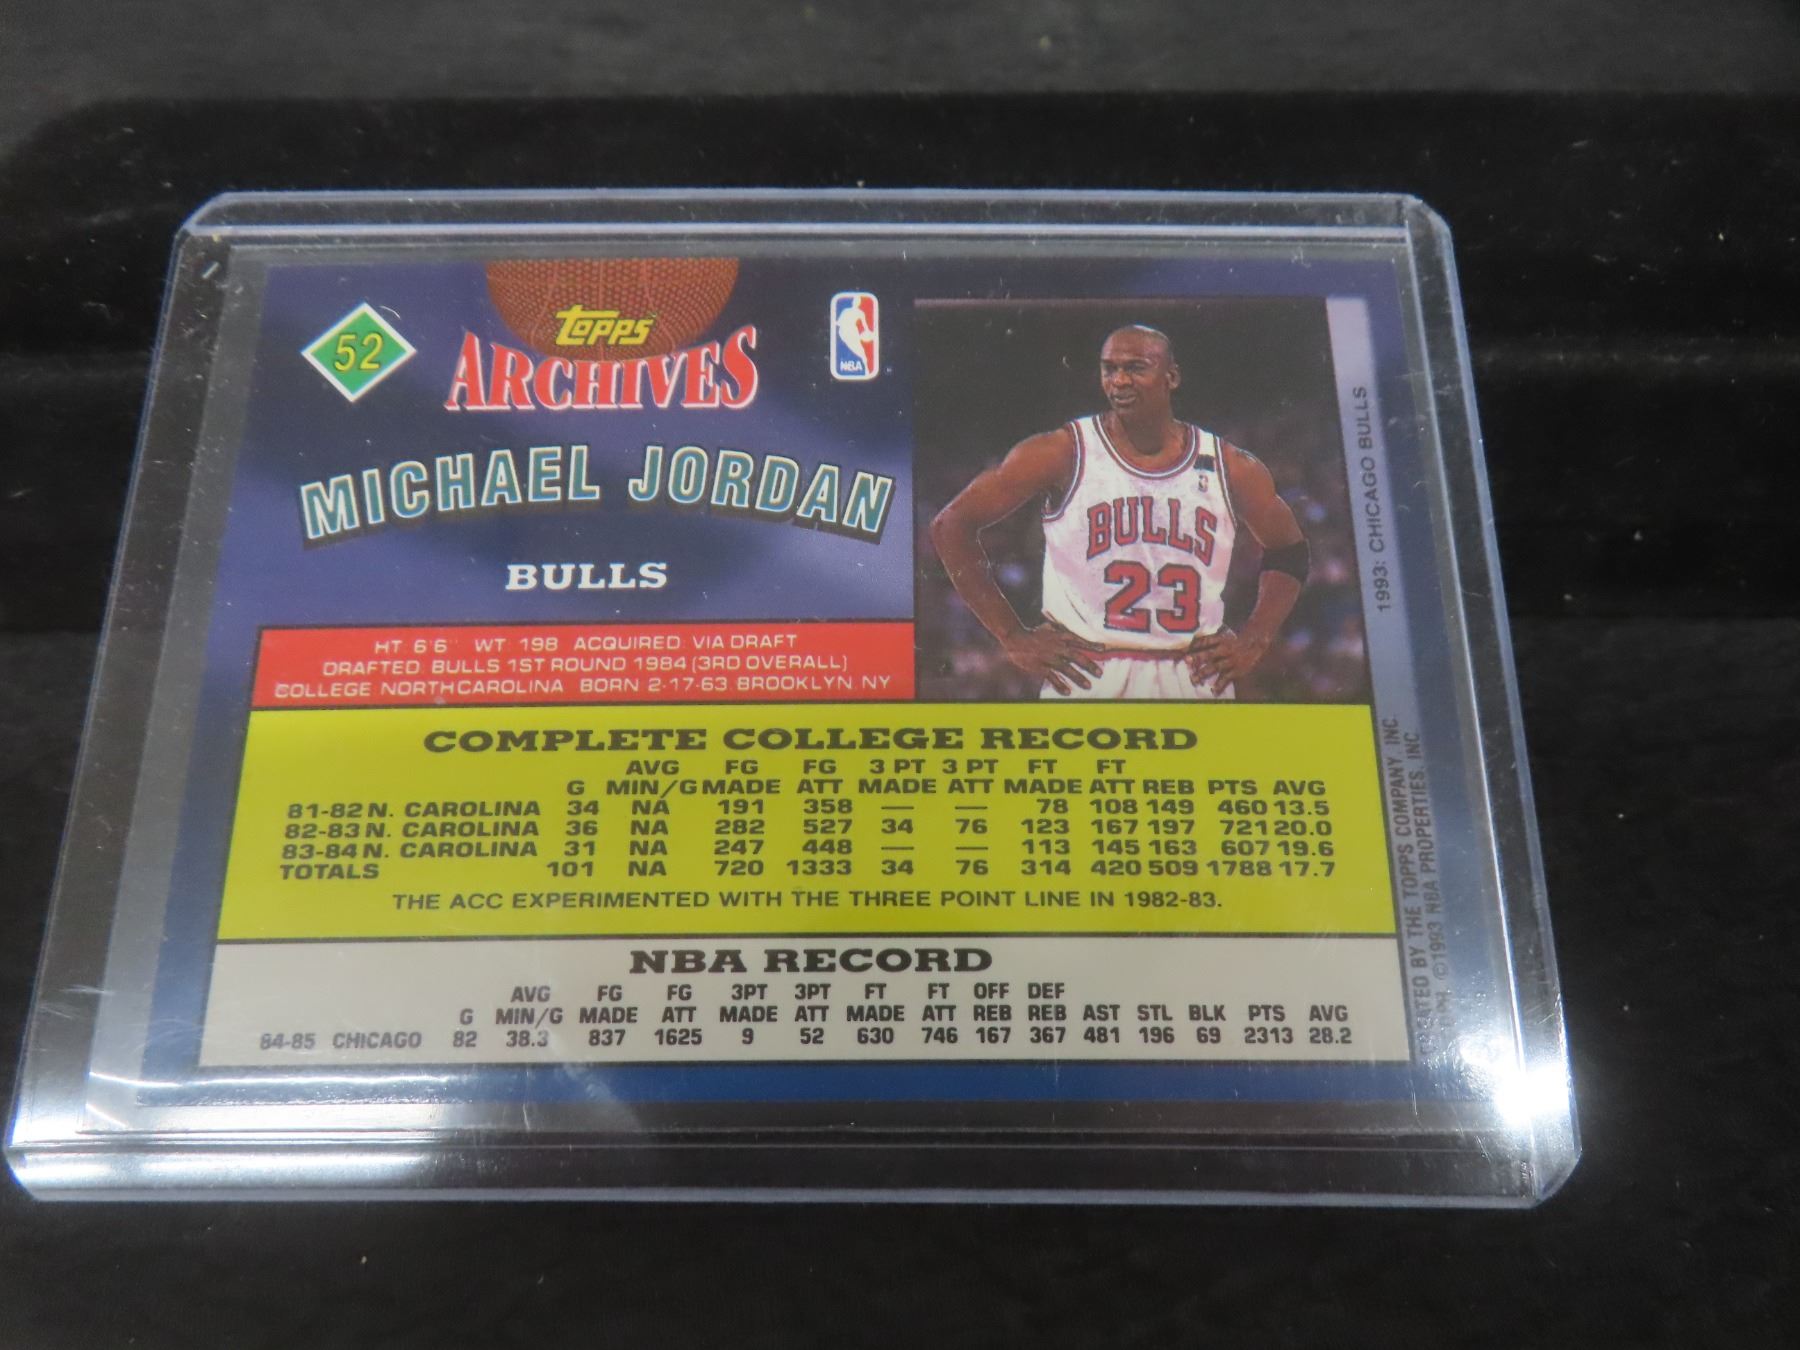 52
Topps
ARCHIVES
NBA
MICHAEL JORDAN
BULLS
HT 6'6" WT 198 ACQUIRED VIA DRAFT
DRAFTED BULLS 1ST ROUND 1984 (3RD OVERALL)
COLLEGE NORTH CAROLINA BORN 2-17-63 BROOKLYN NY
BULLS
23
1993: CHICAGO BULLS
COMPLETE COLLEGE RECORD
AVG FG FG 3 PT 3 PT FT FT
G MIN/G MADE ATT MADE ATT MADE ATT REB PTS AVG
81-82 N. CAROLINA 34 NA 191 358 — — 78 108 149 460 13.5
82-83 N. CAROLINA 36 NA 282 527 34 76 123 167 197 721 20.0
83-84 N. CAROLINA 31 NA 247 448 — — 113 145 163 607 19.6
TOTALS 101 NA 720 1333 34 76 314 420 509 1788 17.7
THE ACC EXPERIMENTED WITH THE THREE POINT LINE IN 1982-83.
NBA RECORD
AVG FG FG 3PT 3PT FT FT OFF DEF
G MIN/G MADE ATT MADE ATT MADE ATT REB REB AST STL BLK PTS AVG
84-85 CHICAGO 82 38.3 837 1625 9 52 630 746 167 367 481 196 69 2313 28.2
BY THE TOPPS COMPANY, INC.
©1993 NBA PROPERTIES, INC.